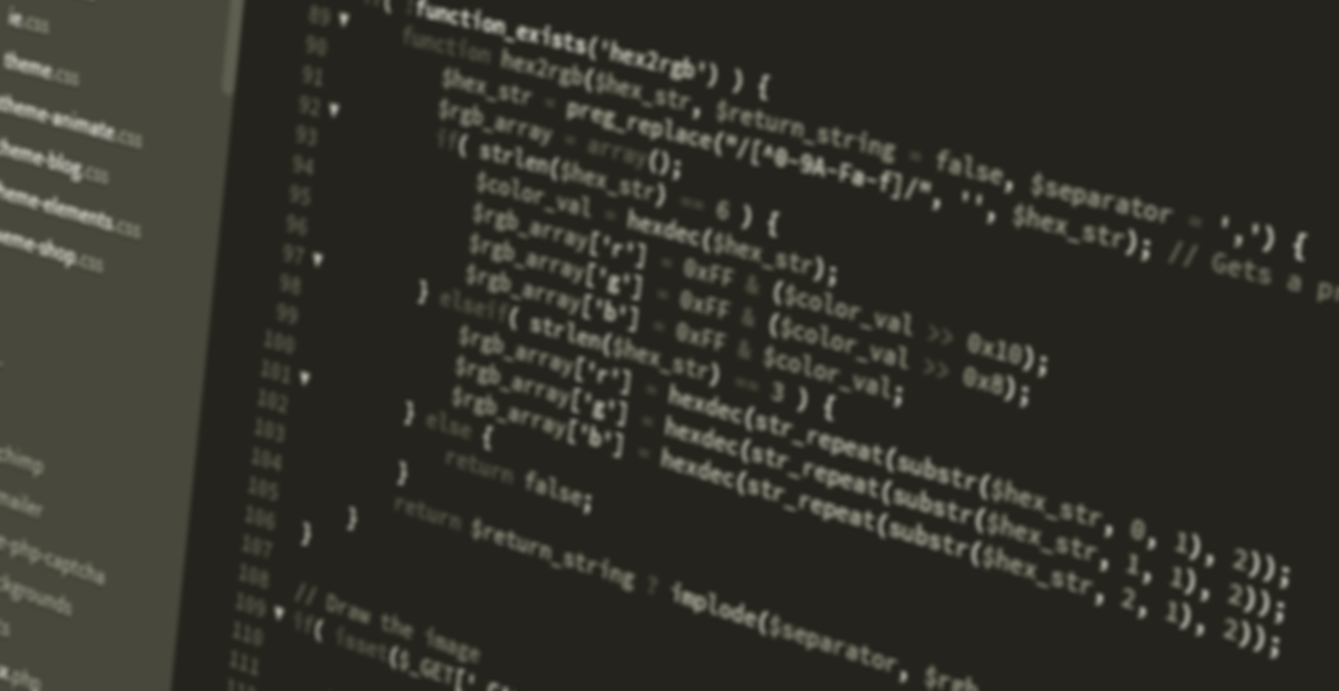 ie.css
theme.css
theme-animate.css
theme-blog.css
theme-elements.css
theme-shop.css
mailer
php-captcha
89
90
91
92
93
94
95
96
97
98
99
100
101
102
103
104
105
106
107
108
109
110
111
if( !function_exists('hex2rgb') ) {
function hex2rgb($hex_str, $return_string = false, $separator = ',') {
$hex_str = preg_replace("/[^0-9A-Fa-f]/", '', $hex_str); // Gets a
$rgb_array = array();
if( strlen($hex_str) == 6 ) {
$color_val = hexdec($hex_str);
$rgb_array['r'] = 0xFF & ($color_val >> 0x10);
$rgb_array['g'] = 0xFF & ($color_val >> 0x8);
$rgb_array['b'] = 0xFF & $color_val;
} elseif( strlen($hex_str) == 3 ) {
$rgb_array['r'] = hexdec(str_repeat(substr($hex_str, 0, 1), 2));
$rgb_array['g'] = hexdec(str_repeat(substr($hex_str, 1, 1), 2));
$rgb_array['b'] = hexdec(str_repeat(substr($hex_str, 2, 1), 2));
} else {
return false;
}
return $return_string ? implode($separator, $rgb
}
}
// Draw the image
if( isset($_GET['